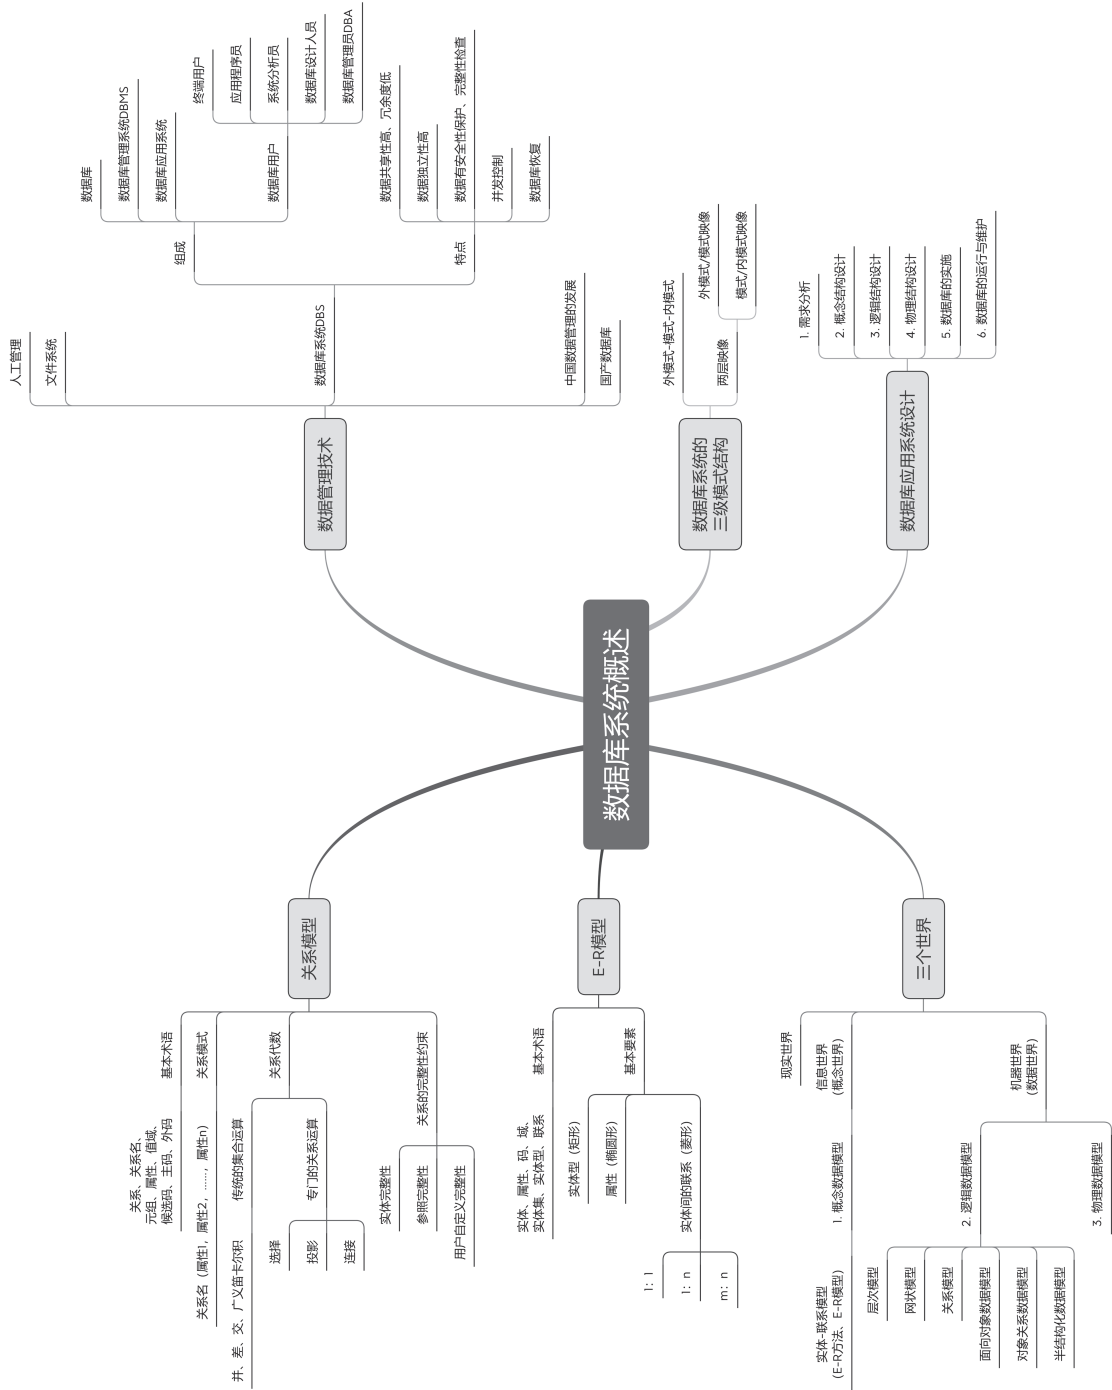 数据库系统概述
数据管理技术
人工管理
文件系统
数据库系统DBS
组成
数据库
数据库管理系统DBMS
数据库应用系统
数据库用户
终端用户
应用程序员
系统分析员
数据库设计人员
数据库管理员DBA
特点
数据共享性高、冗余度低
数据独立性高
数据有安全性保护、完整性检查
并发控制
数据库恢复
中国数据管理的发展
国产数据库
数据库系统的
三级模式结构
外模式-模式-内模式
两层映像
外模式/模式映像
模式/内模式映像
数据库应用系统设计
1. 需求分析
2. 概念结构设计
3. 逻辑结构设计
4. 物理结构设计
5. 数据库的实施
6. 数据库的运行与维护
关系模型
基本术语
关系、关系名、
元组、属性、值域、
候选码、主码、外码
关系模式
关系名（属性1，属性2，……，属性n）
关系代数
传统的集合运算
并、差、交、广义笛卡尔积
专门的关系运算
选择
投影
连接
关系的完整性约束
实体完整性
参照完整性
用户自定义完整性
E-R模型
基本术语
实体、属性、码、域、
实体集、实体型、联系
基本要素
实体型（矩形）
属性（椭圆形）
实体间的联系（菱形）
1：1
1：n
m：n
三个世界
现实世界
信息世界
（概念世界）
1. 概念数据模型
实体-联系模型
（E-R方法、E-R模型）
机器世界
（数据世界）
2. 逻辑数据模型
层次模型
网状模型
关系模型
面向对象数据模型
对象关系数据模型
半结构化数据模型
3. 物理数据模型